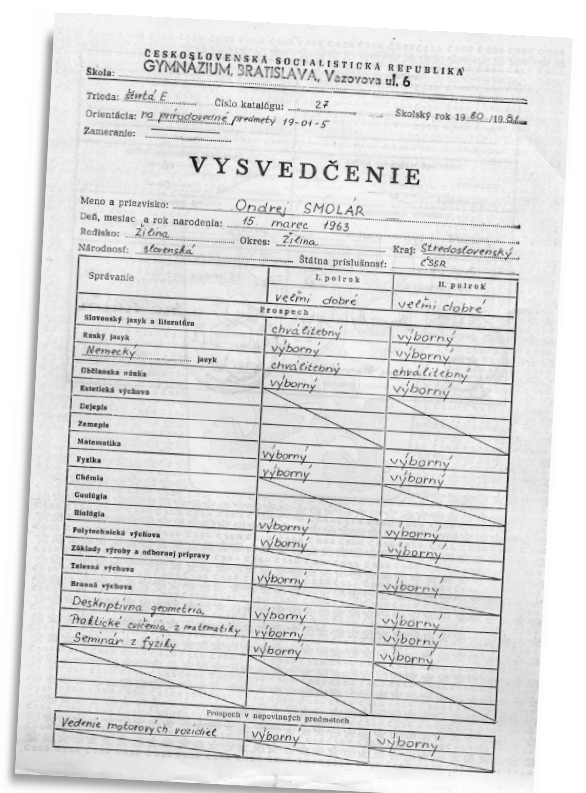 ČESKOSLOVENSKÁ SOCIALISTICKÁ REPUBLIKA
Škola: GYMNÁZIUM, BRATISLAVA, Vazovova ul. 6
Trieda: štvrtá E Číslo katalógu: 27 Školský rok 1980/1981
Orientácia: na prírodovedné predmety 19-01-5
Zameranie:
VYSVEDČENIE
Meno a priezvisko: Ondrej SMOLÁR
Deň, mesiac a rok narodenia: 15 marec 1963
Rodisko: Žilina Okres: Žilina Kraj: Stredoslovenský
Národnosť: slovenská Štátna príslušnosť: ČSSR
Správanie I. polrok II. polrok
veľmi dobré veľmi dobré
Prospech
Slovenský jazyk a literatúra chválitebný výborný
Ruský jazyk výborný výborný
Nemecký jazyk chválitebný chválitebný
Občianska náuka výborný výborný
Estetická výchova
Dejepis
Zemepis
Matematika výborný výborný
Fyzika výborný výborný
Chémia
Geológia
Biológia výborný výborný
Polytechnická výchova výborný výborný
Základy výroby a odbornej prípravy
Telesná výchova výborný výborný
Branná výchova
Deskriptívna geometria výborný výborný
Praktické cvičenia z matematiky výborný výborný
Seminár z fyziky výborný výborný
Prospech v nepovinných predmetoch
Vedenie motorových vozidiel výborný výborný